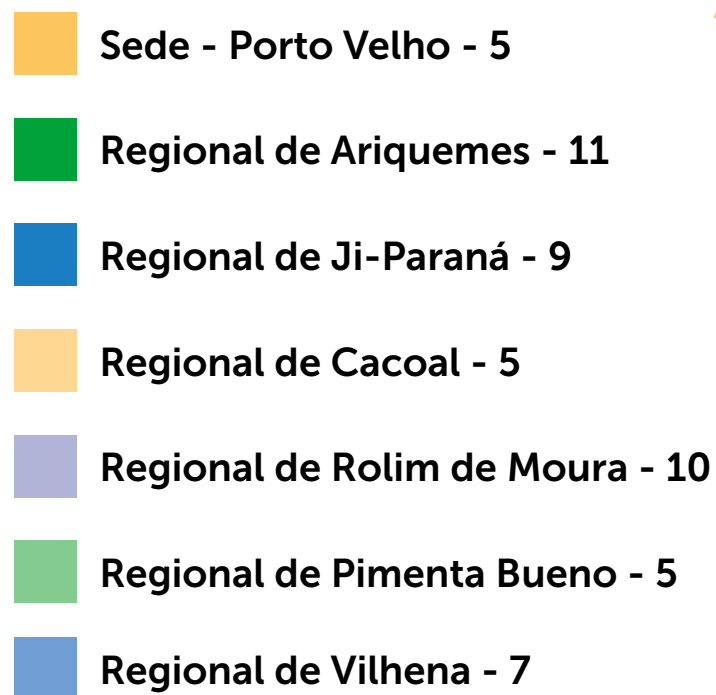 Sede - Porto Velho - 5
Regional de Ariquemes - 11
Regional de Ji-Paraná - 9
Regional de Cacoal - 5
Regional de Rolim de Moura - 10
Regional de Pimenta Bueno - 5
Regional de Vilhena - 7